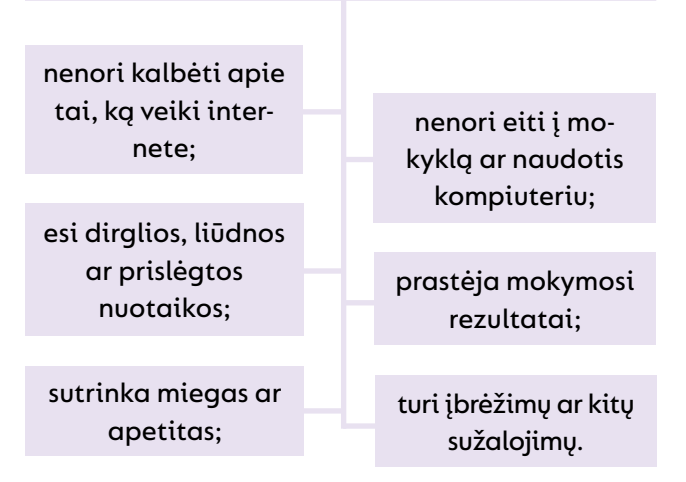 nenori kalbėti apie
tai, ką veiki inter-
nete;
nenori eiti į mo-
kyklą ar naudotis
kompiuteriu;
esi dirglios, liūdnos
ar prislėgtos
nuotaikos;
prastėja mokymosi
rezultatai;
sutrinka miegas ar
apetitas;
turi įbrėžimų ar kitų
sužalojimų.